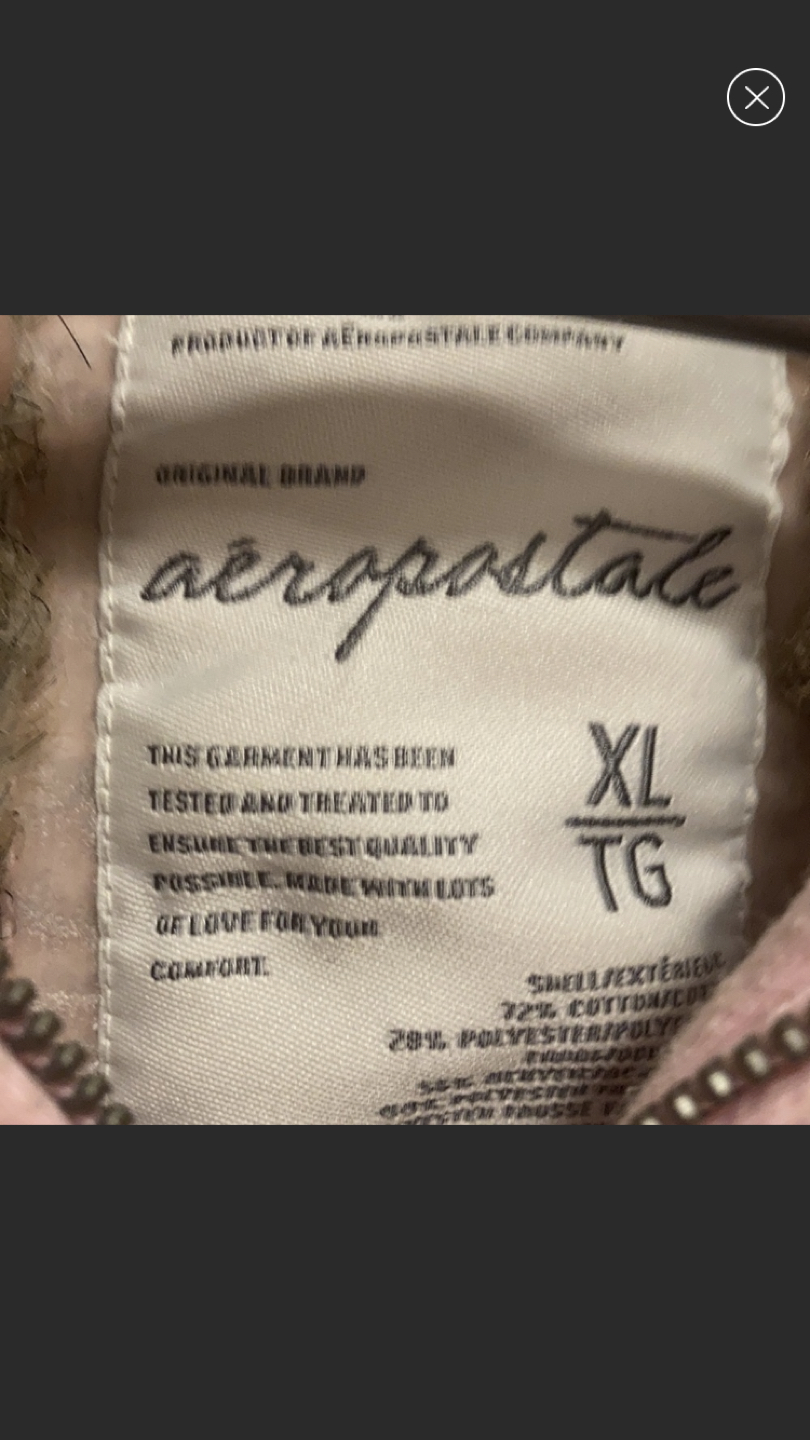 PRODUCT OF AÉROPOSTALE COMPANY
ORIGINAL BRAND
aéropostale
THIS GARMENT HAS BEEN
TESTED AND TREATED TO
ENSURE THE BEST QUALITY
POSSIBLE. MADE WITH LOTS
OF LOVE FOR YOUR
COMFORT.
XL
TG
SHELL/EXTÉRIEUR
72% COTTON/COT
28% POLYESTER/POLYE
POLYESTER
FAUSSE